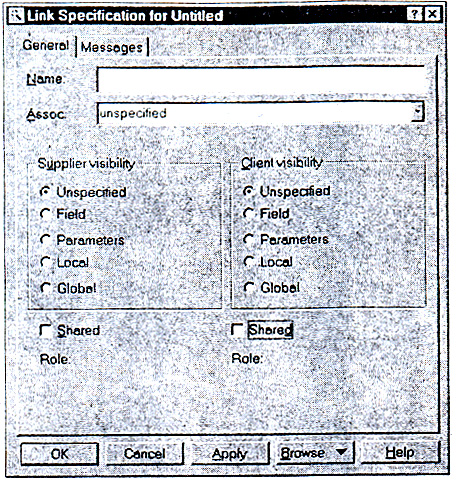 Link Specification for Untitled
General Messages
Name:
Assoc: unspecified
Supplier visibility Client visibility
Unspecified Unspecified
Field Field
Parameters Parameters
Local Local
Global Global
Shared Shared
Role: Role:
OK Cancel Apply Browse Help